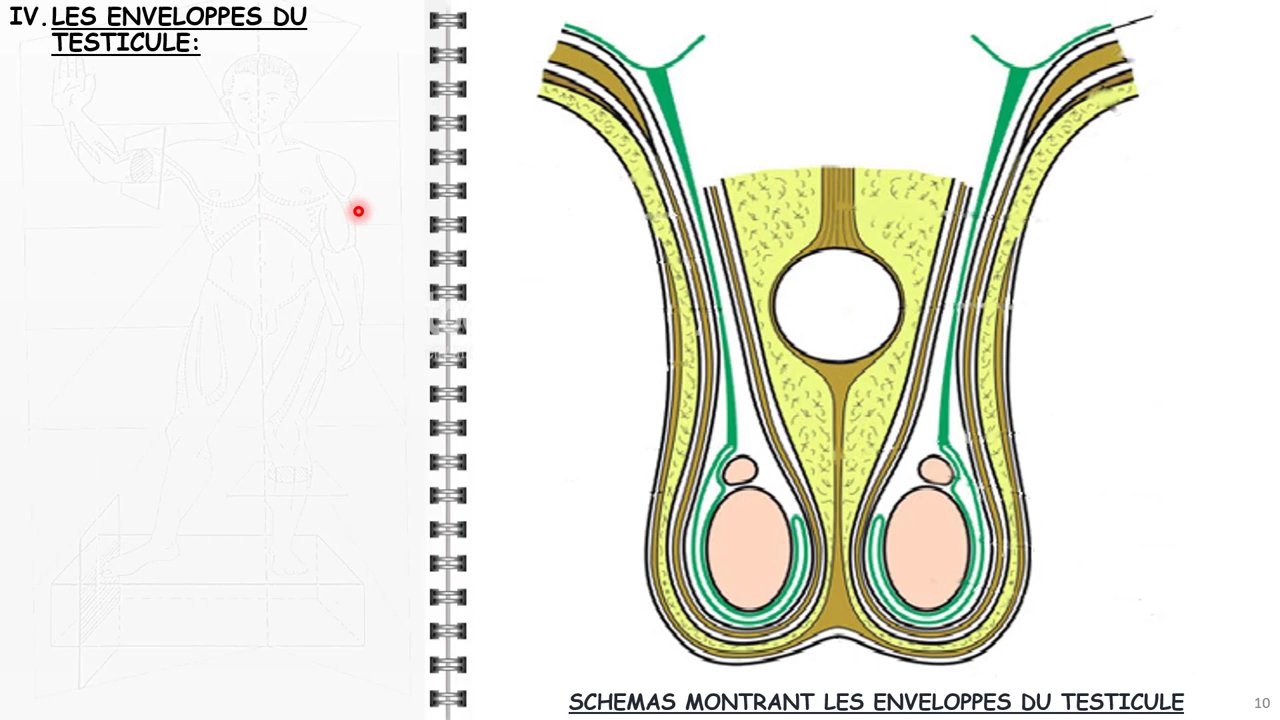 IV. LES ENVELOPPES DU
TESTICULE:
SCHEMAS MONTRANT LES ENVELOPPES DU TESTICULE
10